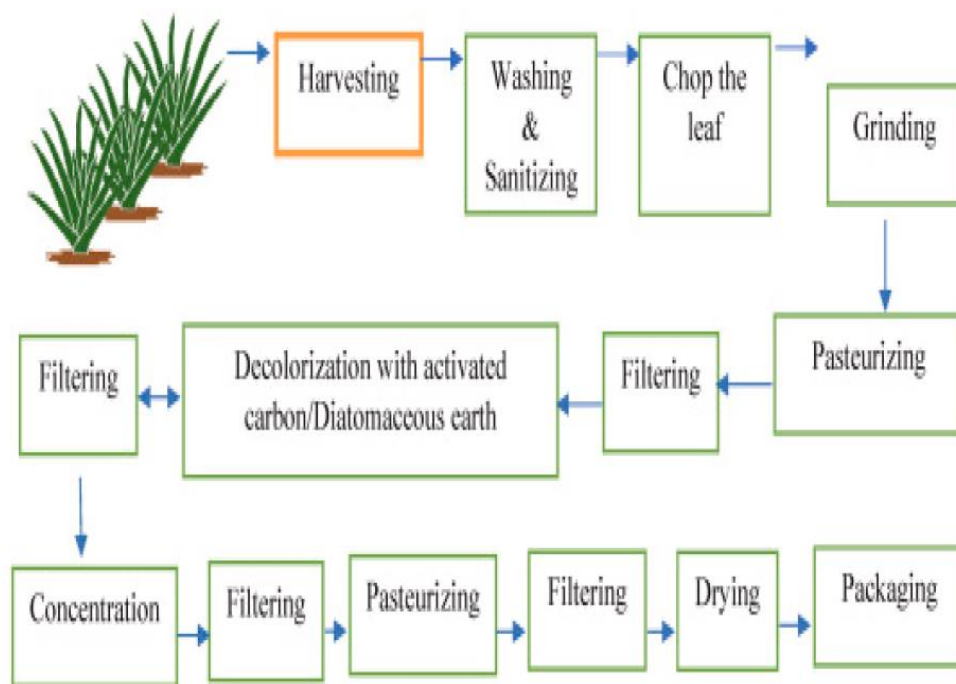 Harvesting
Washing
&
Sanitizing
Chop the
leaf
Grinding
Pasteurizing
Filtering
Decolorization with activated
carbon/Diatomaceous earth
Filtering
Concentration
Filtering
Pasteurizing
Filtering
Drying
Packaging